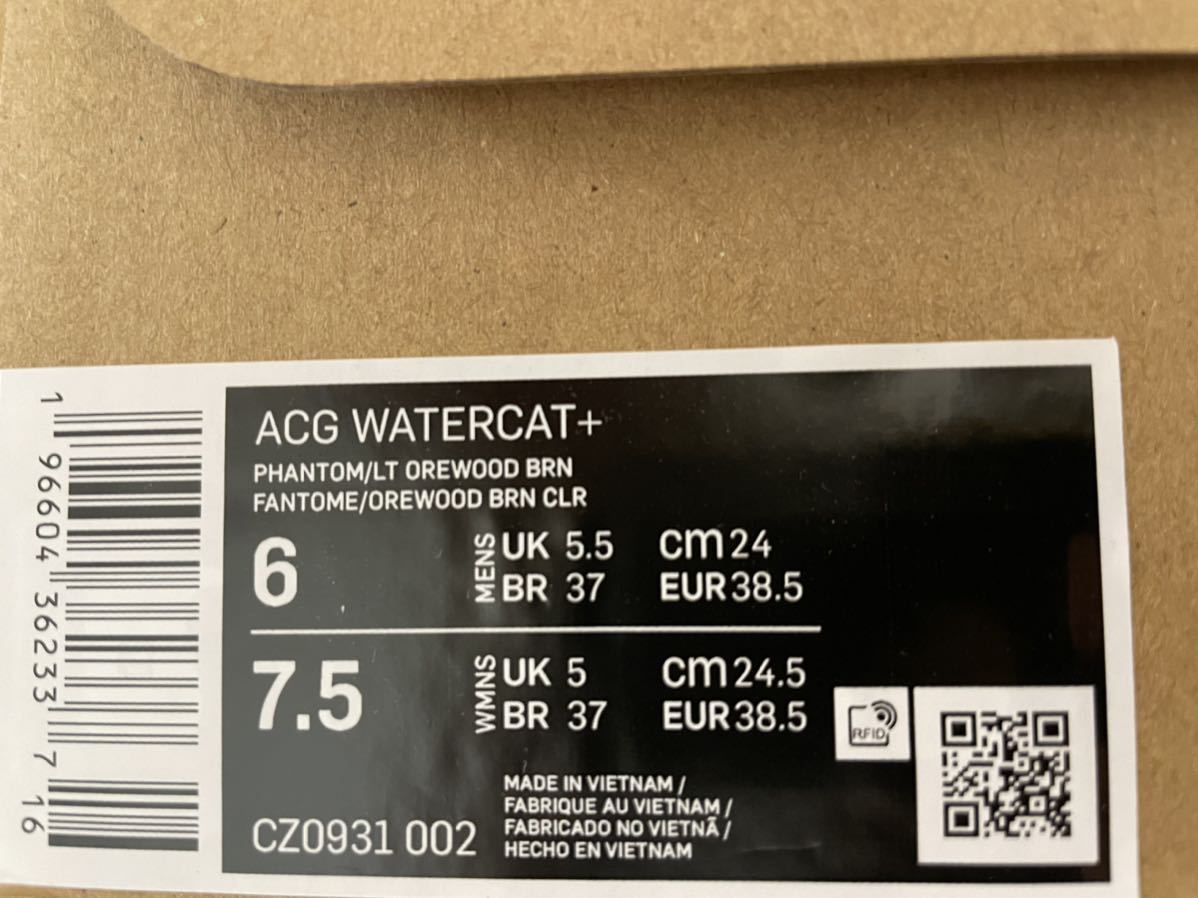 ACG WATERCAT+
PHANTOM/LT OREWOOD BRN
FANTOME/OREWOOD BRN CLR
6
MENS
UK 5.5 cm 24
BR 37 EUR 38.5
7.5
WMNS
UK 5 cm 24.5
BR 37 EUR 38.5
RFID
CZ0931 002
MADE IN VIETNAM /
FABRIQUE AU VIETNAM /
FABRICADO NO VIETNÃ /
HECHO EN VIETNAM
1 96604 36233 7 16